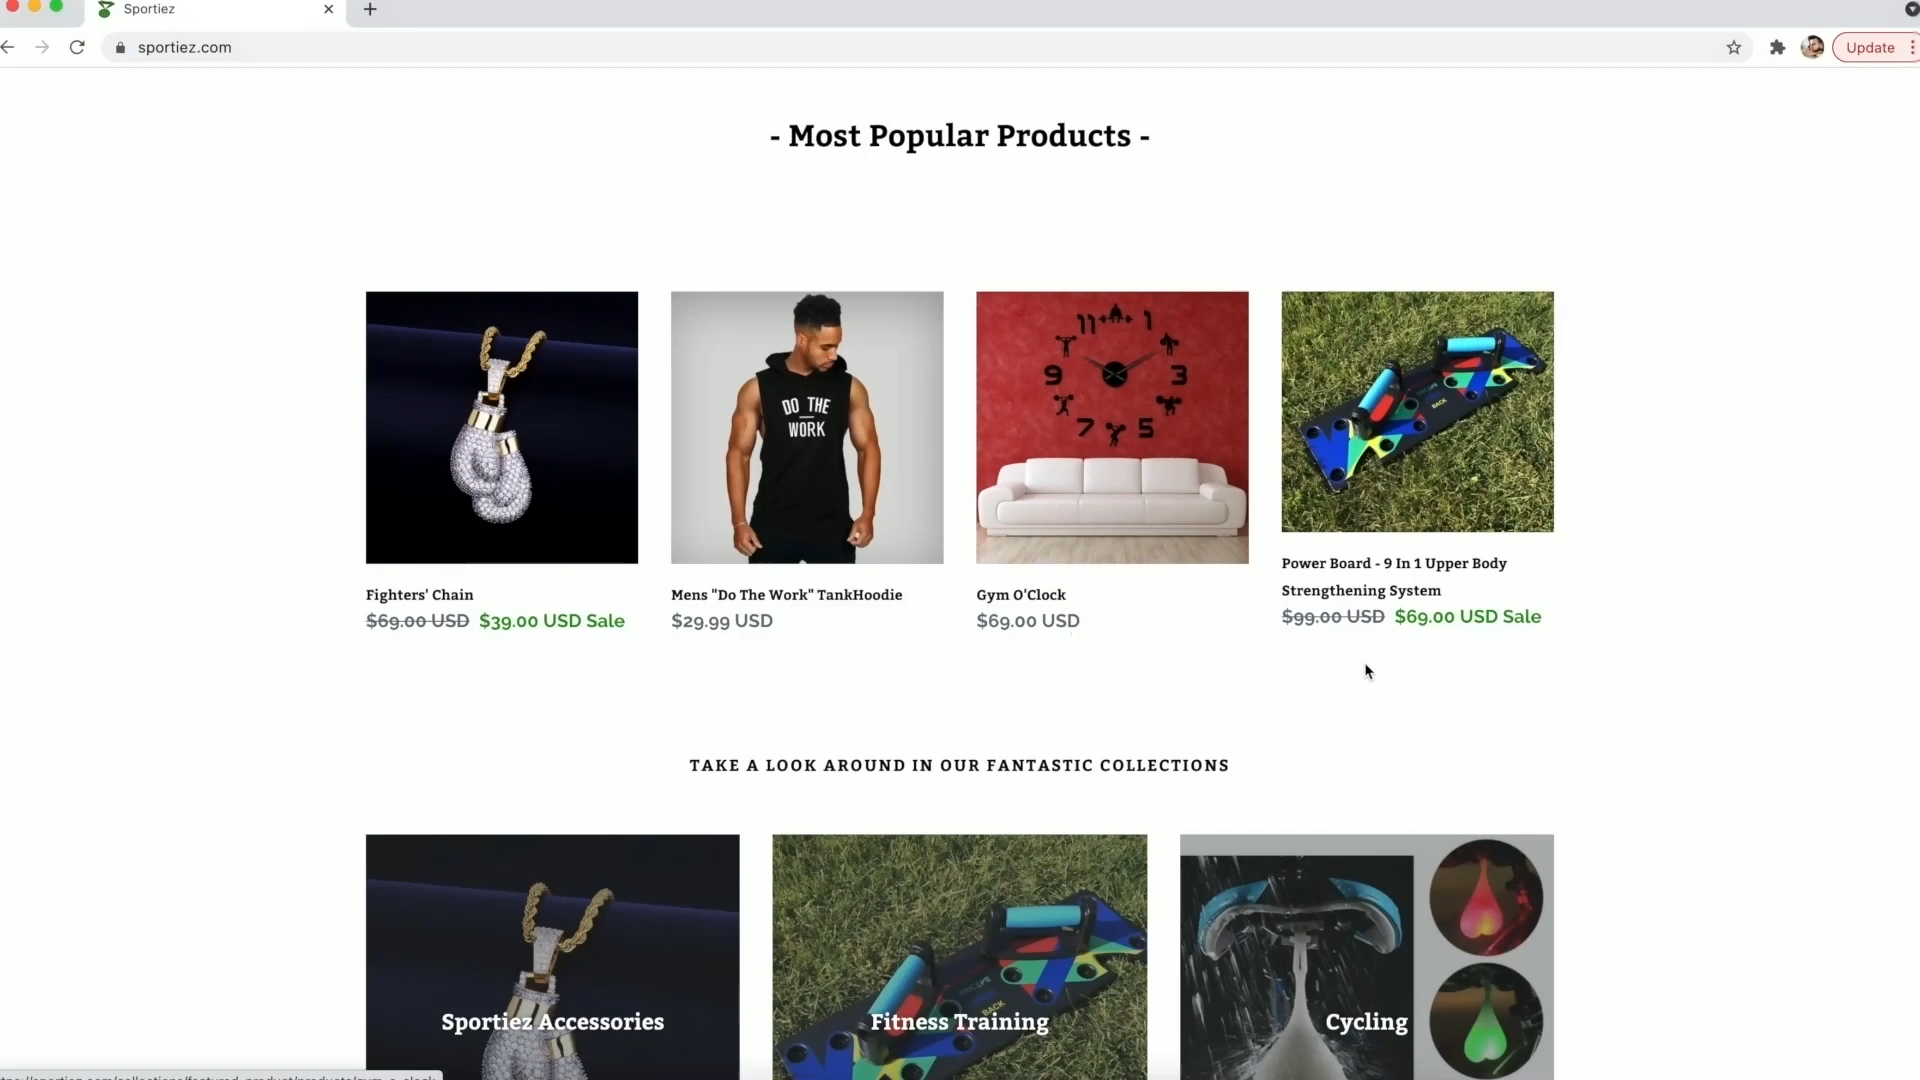 Sportiez
sportiez.com
Update
- Most Popular Products -
DO THE
WORK
11 1
9 3
7 5
BACK
Fighters' Chain
$69.00 USD $39.00 USD Sale
Mens "Do The Work" TankHoodie
$29.99 USD
Gym O'Clock
$69.00 USD
Power Board - 9 In 1 Upper Body
Strengthening System
$99.00 USD $69.00 USD Sale
TAKE A LOOK AROUND IN OUR FANTASTIC COLLECTIONS
BACK
Sportiez Accessories
Fitness Training
Cycling